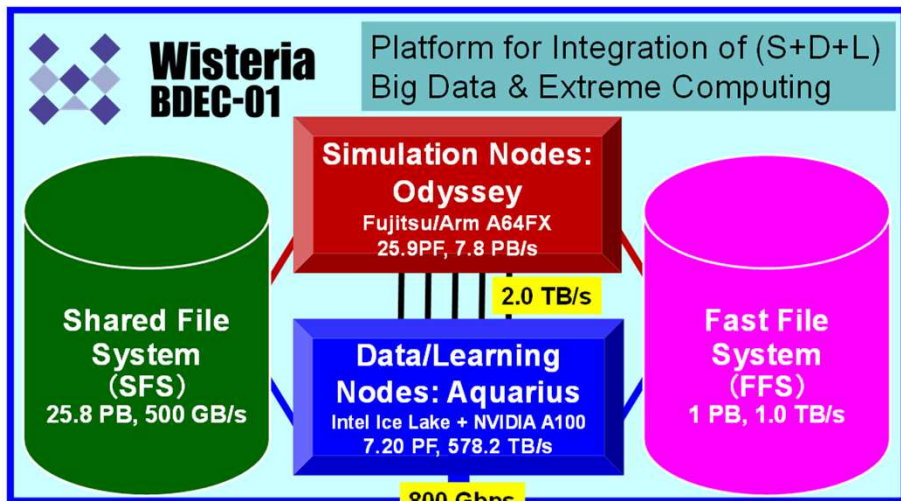 Wisteria
BDEC-01
Platform for Integration of (S+D+L)
Big Data & Extreme Computing
Simulation Nodes:
Odyssey
Fujitsu/Arm A64FX
25.9PF, 7.8 PB/s
2.0 TB/s
Shared File
System
(SFS)
25.8 PB, 500 GB/s
Data/Learning
Nodes: Aquarius
Intel Ice Lake + NVIDIA A100
7.20 PF, 578.2 TB/s
Fast File
System
(FFS)
1 PB, 1.0 TB/s
800 Gbps